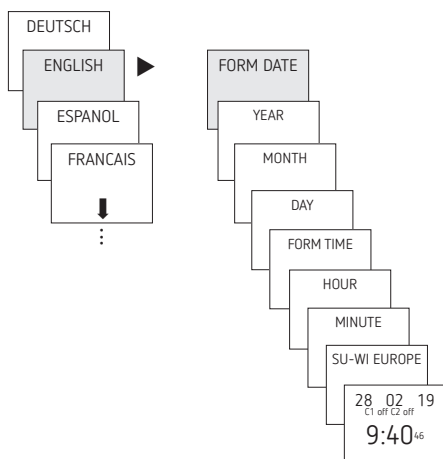 DEUTSCH
ENGLISH
ESPANOL
FRANCAIS
FORM DATE
YEAR
MONTH
DAY
FORM TIME
HOUR
MINUTE
SU-WI EUROPE
28 02 19
C1 off C2 off
9:40 46